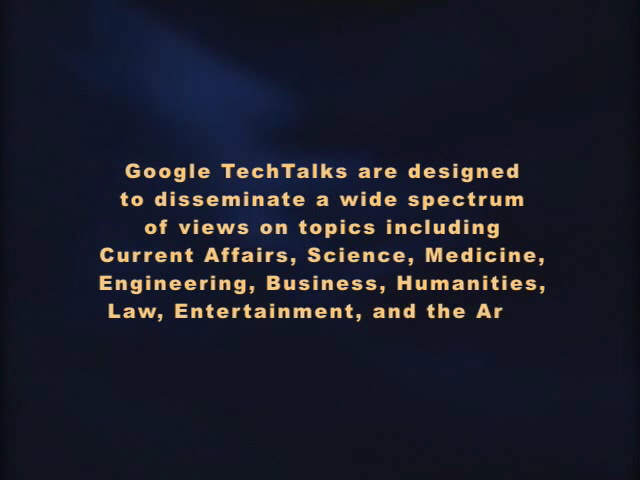 Google TechTalks are designed
to disseminate a wide spectrum
of views on topics including
Current Affairs, Science, Medicine,
Engineering, Business, Humanities,
Law, Entertainment, and the Ar